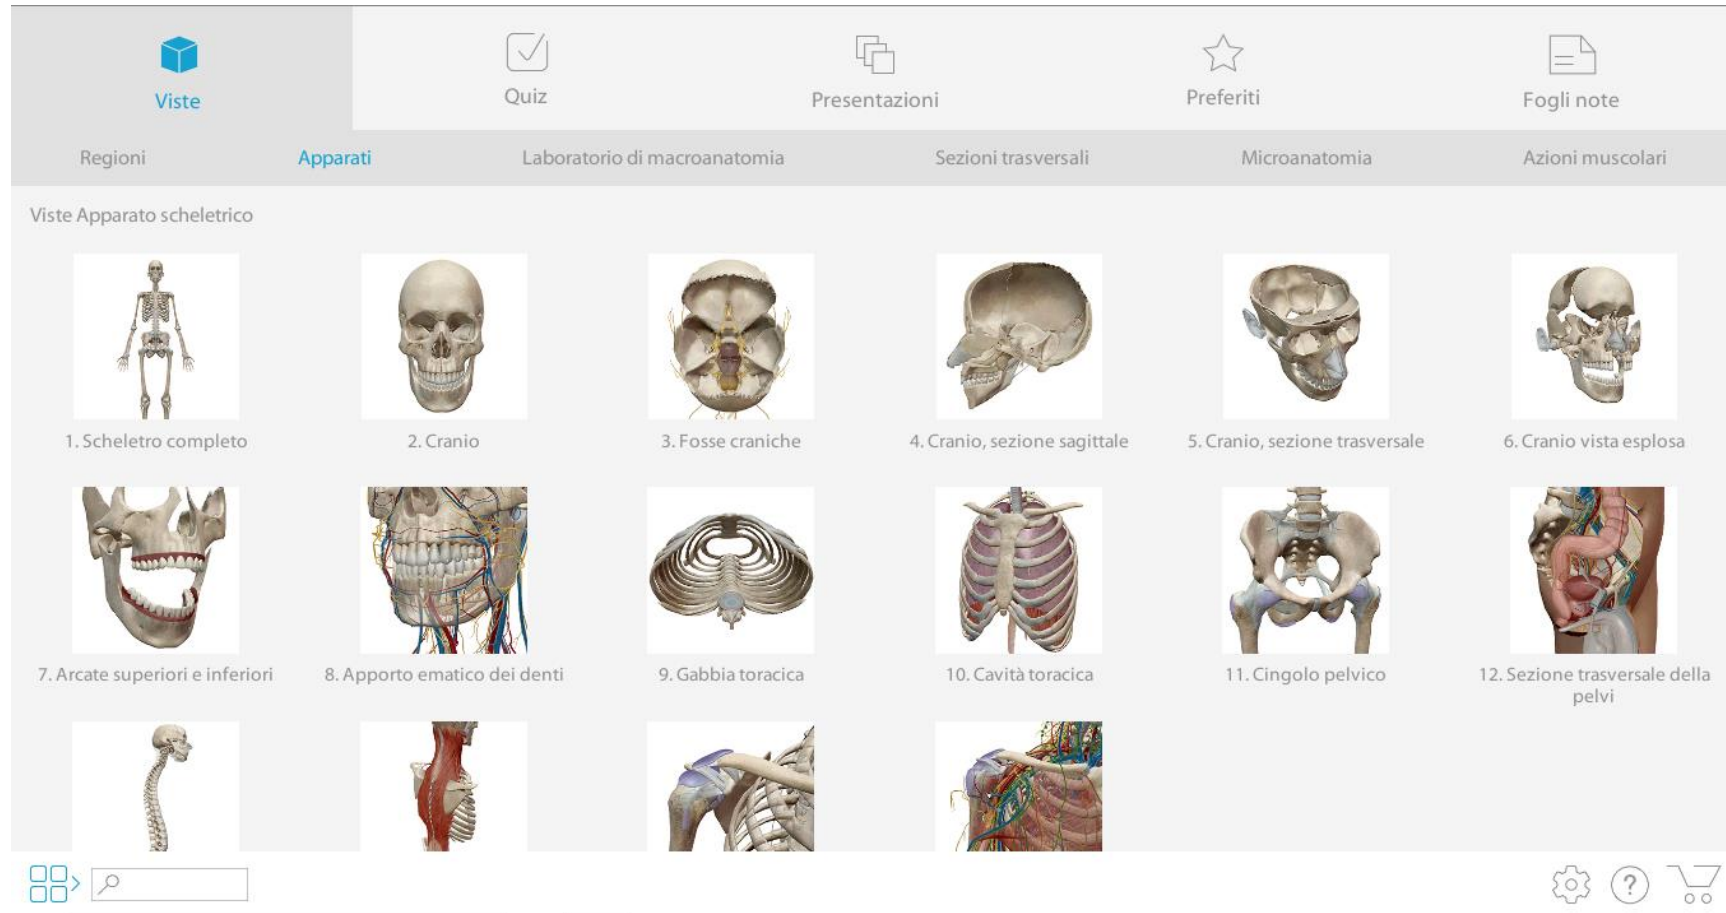 Viste
Quiz
Presentazioni
Preferiti
Fogli note
Regioni
Apparati
Laboratorio di macroanatomia
Sezioni trasversali
Microanatomia
Azioni muscolari
Viste Apparato scheletrico
1. Scheletro completo
2. Cranio
3. Fosse craniche
4. Cranio, sezione sagittale
5. Cranio, sezione trasversale
6. Cranio vista esplosa
7. Arcate superiori e inferiori
8. Apporto ematico dei denti
9. Gabbia toracica
10. Cavità toracica
11. Cingolo pelvico
12. Sezione trasversale della
pelvi
?